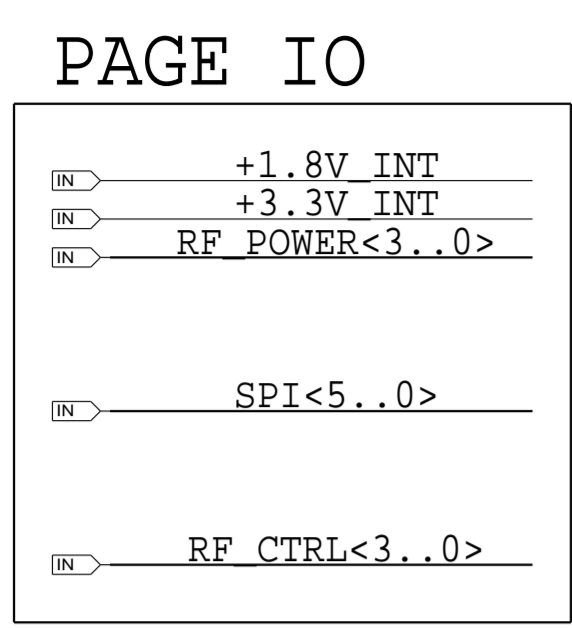 PAGE IO
IN +1.8V_INT
IN +3.3V_INT
IN RF_POWER<3..0>
IN SPI<5..0>
IN RF_CTRL<3..0>